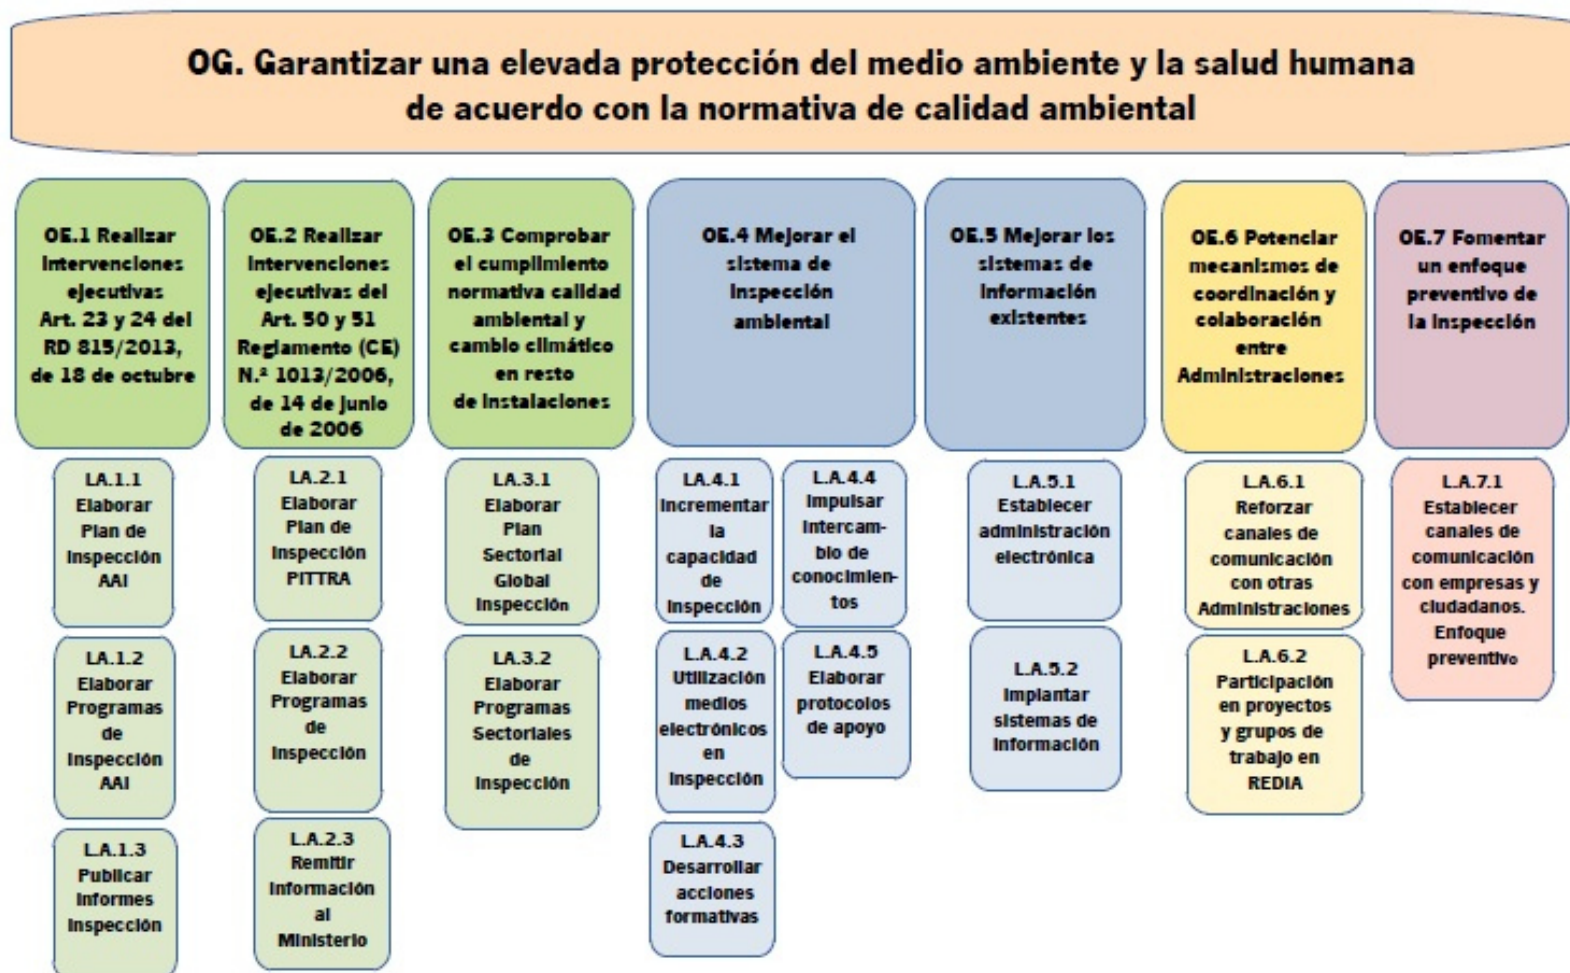 OG. Garantizar una elevada protección del medio ambiente y la salud humana
de acuerdo con la normativa de calidad ambiental
OE.1 Realizar
intervenciones
ejecutivas
Art. 23 y 24 del
RD 815/2013,
de 18 de octubre
OE.2 Realizar
intervenciones
ejecutivas del
Art. 50 y 51
Reglamento (CE)
N.º 1013/2006,
de 14 de junio
de 2006
OE.3 Comprobar
el cumplimiento
normativa calidad
ambiental y
cambio climático
en resto
de instalaciones
OE.4 Mejorar el
sistema de
inspección
ambiental
OE.5 Mejorar los
sistemas de
información
existentes
OE.6 Potenciar
mecanismos de
coordinación y
colaboración
entre
Administraciones
OE.7 Fomentar
un enfoque
preventivo de
la inspección
LA.1.1
Elaborar
Plan de
Inspección
AAI
LA.1.2
Elaborar
Programas
de
Inspección
AAI
L.A.1.3
Publicar
Informes
Inspección
LA.2.1
Elaborar
Plan de
Inspección
PITTRA
LA.2.2
Elaborar
Programas
de
Inspección
L.A.2.3
Remitir
Información
al
Ministerio
LA.3.1
Elaborar
Plan
Sectorial
Global
Inspección
LA.3.2
Elaborar
Programas
Sectoriales
de
Inspección
LA.4.1
Incrementar
la
capacidad
de
Inspección
L.A.4.2
Utilización
medios
electrónicos
en
Inspección
L.A.4.3
Desarrollar
acciones
formativas
L.A.4.4
Impulsar
Intercam-
bio de
conocimien-
tos
L.A.4.5
Elaborar
protocolos
de apoyo
L.A.5.1
Establecer
administración
electrónica
L.A.5.2
Implantar
sistemas de
Información
L.A.6.1
Reforzar
canales de
comunicación
con otras
Administraciones
L.A.6.2
Participación
en proyectos
y grupos de
trabajo en
REDIA
L.A.7.1
Establecer
canales de
comunicación
con empresas y
ciudadanos.
Enfoque
preventivo